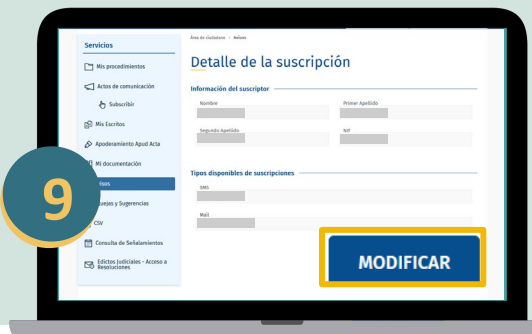 Servicios
Mis procedimientos
Actos de comunicación
Subscribir
Mis Escritos
Apoderamiento Apud Acta
Mi documentación
Quejas y Sugerencias
CSV
Consulta de Señalamientos
Edictos Judiciales - Acceso a
Resoluciones
9
Área de ciudadano > Avisos
Detalle de la suscripción
Información del suscriptor
Nombre
Primer Apellido
Segundo Apellido
NIF
Tipos disponibles de suscripciones
SMS
Mail
MODIFICAR